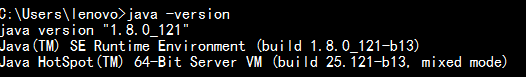 C:\Users\lenovo>java -version
java version "1.8.0_121"
Java(TM) SE Runtime Environment (build 1.8.0_121-b13)
Java HotSpot(TM) 64-Bit Server VM (build 25.121-b13, mixed mode)